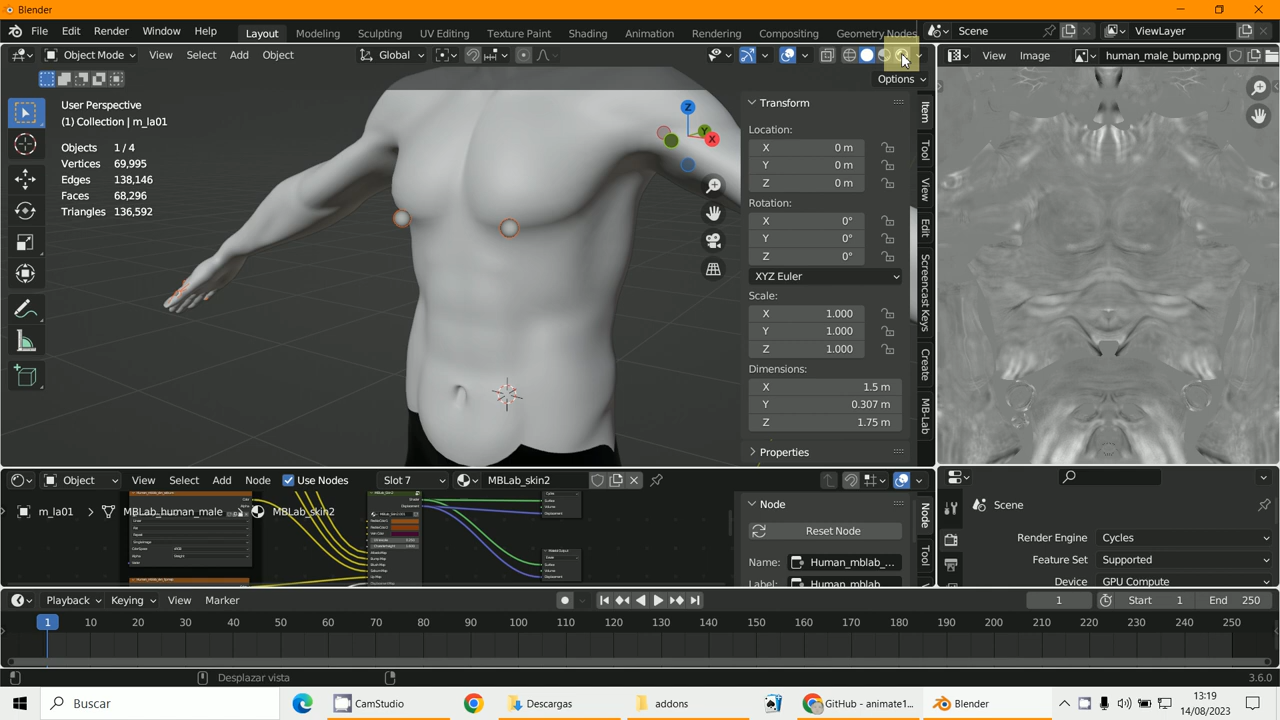 Blender
File Edit Render Window Help Layout Modeling Sculpting UV Editing Texture Paint Shading Animation Rendering Compositing Geometry Nodes Scene ViewLayer
Object Mode View Select Add Object Global View Image human_male_bump.png
Options
User Perspective
(1) Collection | m_la01
Objects 1 / 4
Vertices 69,995
Edges 138,146
Faces 68,296
Triangles 136,592
Z
Y
X
Transform
Location:
X 0 m
Y 0 m
Z 0 m
Rotation:
X 0°
Y 0°
Z 0°
XYZ Euler
Scale:
X 1.000
Y 1.000
Z 1.000
Dimensions:
X 1.5 m
Y 0.307 m
Z 1.75 m
Properties
Item
Tool
View
Edit
Screencast Keys
Create
MB-Lab
Object View Select Add Node Use Nodes Slot 7 MBLab_skin2
m_la01 MBLab_human_male MBLab_skin2
Node
Reset Node
Name: Human_mblab_...
Label: Human_mblab
Node
Tool
Scene
Render Engine
Feature Set Supported
Device GPU Compute
Playback Keying View Marker 1 Start 1 End 250
1 10 20 30 40 50 60 70 80 90 100 110 120 130 140 150 160 170 180 190 200 210 220 230 240 250
Desplazar vista 3.6.0
Buscar CamStudio Descargas addons GitHub - animate1... Blender
13:19
14/08/2023